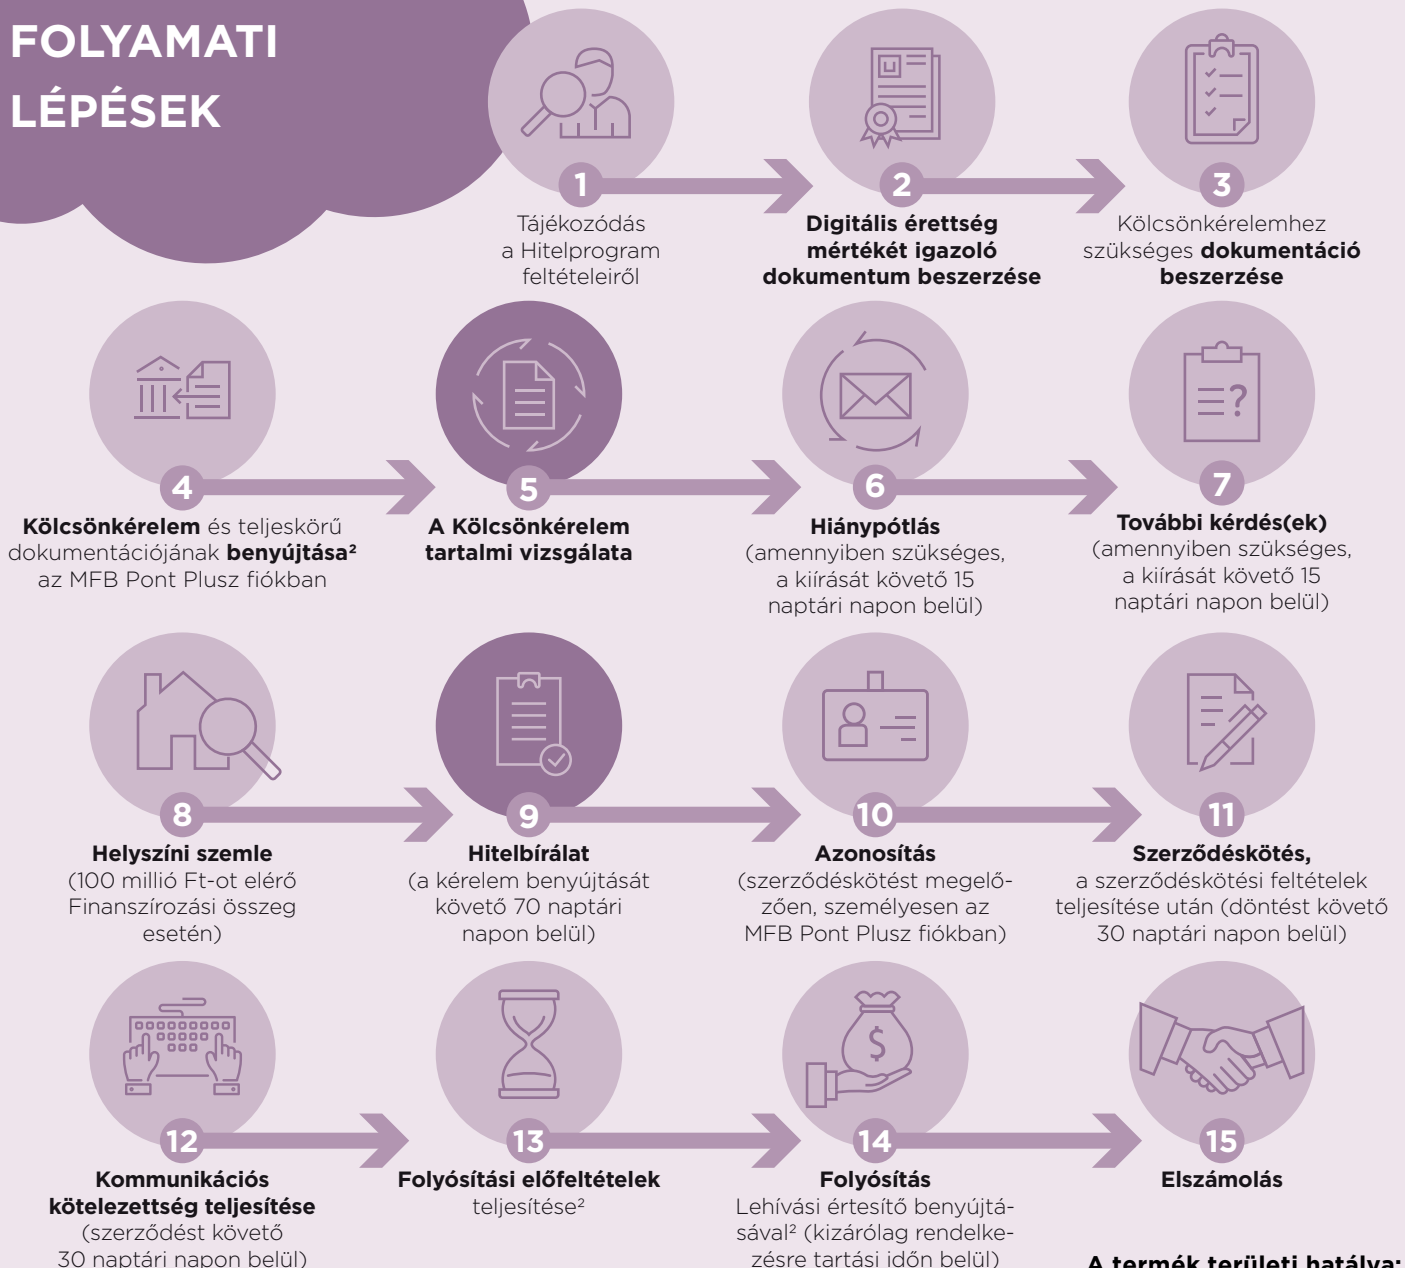 FOLYAMATI
LÉPÉSEK
1
Tájékozódás
a Hitelprogram
feltételeiről
2
Digitális érettség
mértékét igazoló
dokumentum beszerzése
3
Kölcsönkérelemhez
szükséges dokumentáció
beszerzése
4
Kölcsönkérelem és teljeskörű
dokumentációjának benyújtása²
az MFB Pont Plusz fiókban
5
A Kölcsönkérelem
tartalmi vizsgálata
6
Hiánypótlás
(amennyiben szükséges,
a kiírását követő 15
naptári napon belül)
7
További kérdés(ek)
(amennyiben szükséges,
a kiírását követő 15
naptári napon belül)
8
Helyszíni szemle
(100 millió Ft-ot elérő
Finanszírozási összeg
esetén)
9
Hitelbírálat
(a kérelem benyújtását
követő 70 naptári
napon belül)
10
Azonosítás
(szerződéskötést megelő-
zően, személyesen az
MFB Pont Plusz fiókban)
11
Szerződéskötés,
a szerződéskötési feltételek
teljesítése után (döntést követő
30 naptári napon belül)
12
Kommunikációs
kötelezettség teljesítése
(szerződést követő
30 naptári napon belül)
13
Folyósítási előfeltételek
teljesítése²
14
Folyósítás
Lehívási értesítő benyújtá-
sával² (kizárólag rendelke-
zésre tartási időn belül)
15
Elszámolás
A termék területi hatálya: